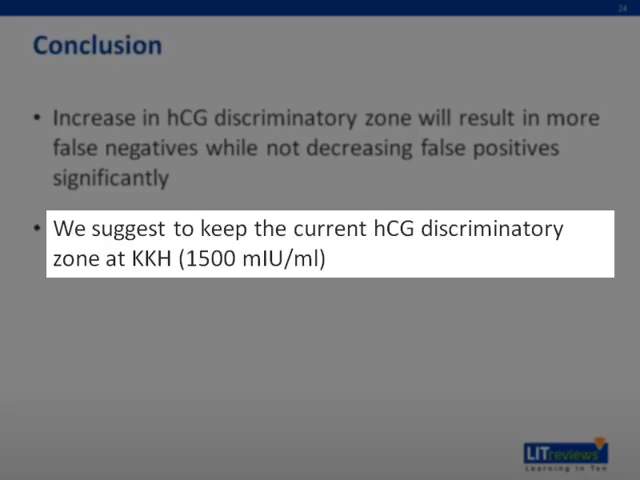 24
Conclusion
• Increase in hCG discriminatory zone will result in more
false negatives while not decreasing false positives
significantly
• We suggest to keep the current hCG discriminatory
zone at KKH (1500 mIU/ml)
LITreviews
Learning in Ten